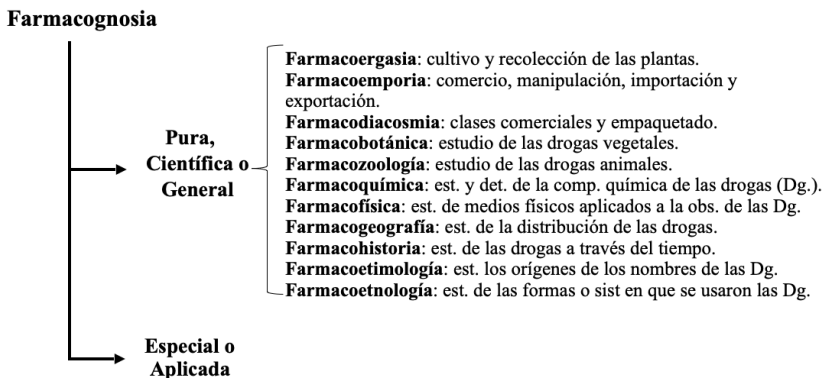 Farmacognosia
Pura,
Científica o
General
Farmacoergasia: cultivo y recolección de las plantas.
Farmacoemporia: comercio, manipulación, importación y
exportación.
Farmacodiacosmia: clases comerciales y empaquetado.
Farmacobotánica: estudio de las drogas vegetales.
Farmacozoología: estudio de las drogas animales.
Farmacoquímica: est. y det. de la comp. química de las drogas (Dg.).
Farmacofísica: est. de medios físicos aplicados a la obs. de las Dg.
Farmacogeografía: est. de la distribución de las drogas.
Farmacohistoria: est. de las drogas a través del tiempo.
Farmacoetimología: est. los orígenes de los nombres de las Dg.
Farmacoetnología: est. de las formas o sist en que se usaron las Dg.
Especial o
Aplicada